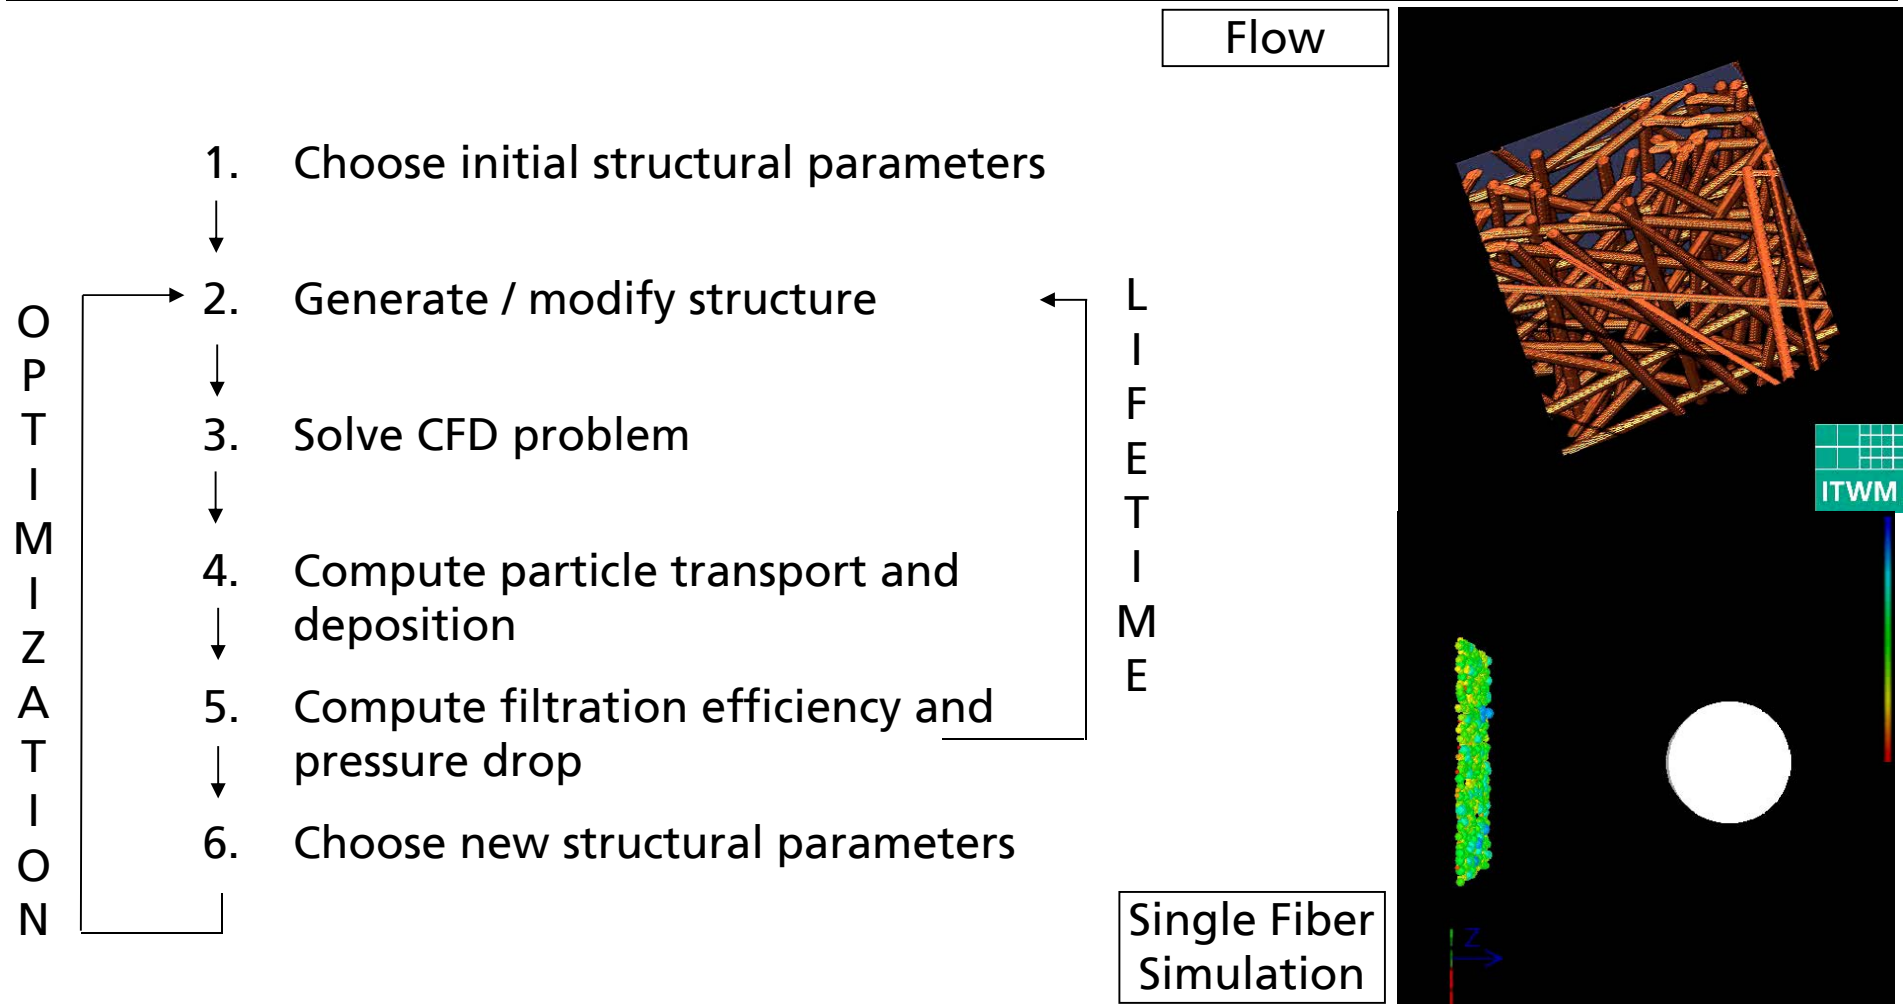 Flow
1. Choose initial structural parameters
2. Generate / modify structure
3. Solve CFD problem
4. Compute particle transport and
deposition
5. Compute filtration efficiency and
pressure drop
6. Choose new structural parameters
OPTIMIZATION
LIFETIME
ITWM
Z
Single Fiber
Simulation